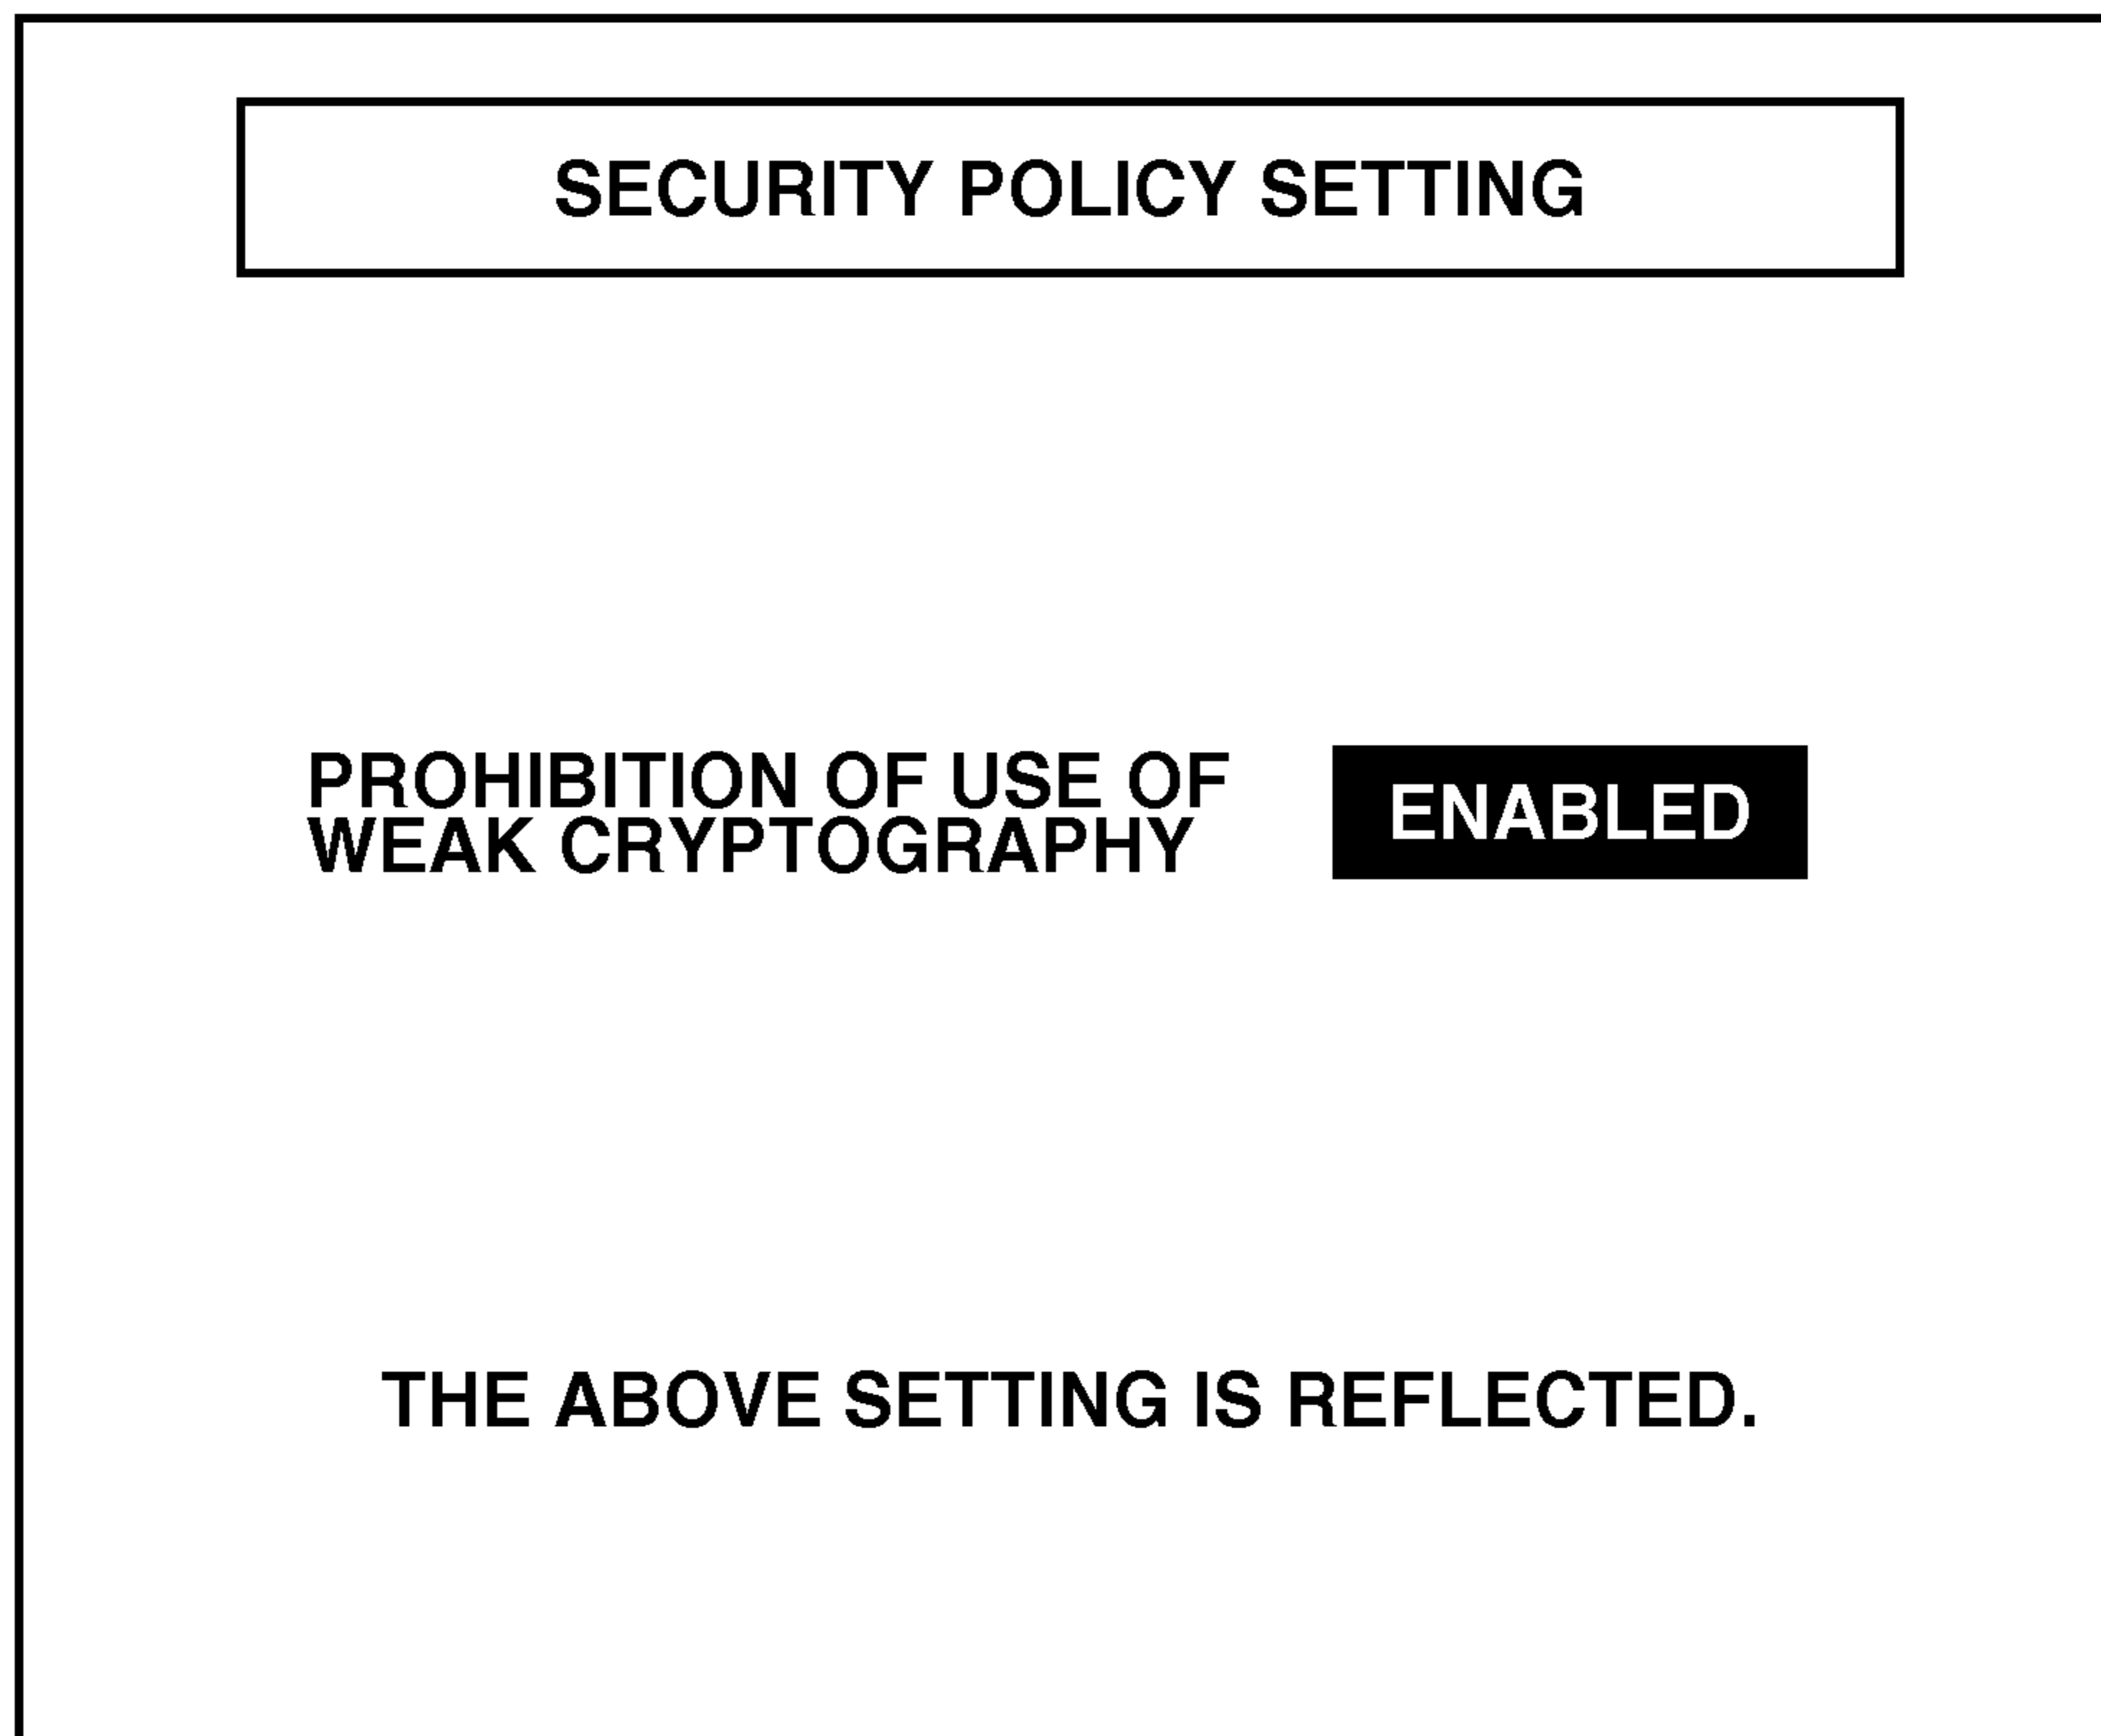 SECURITY POLICY SETTING
PROHIBITION OF USE OF
WEAK CRYPTOGRAPHY
ENABLED
THE ABOVE SETTING IS REFLECTED.